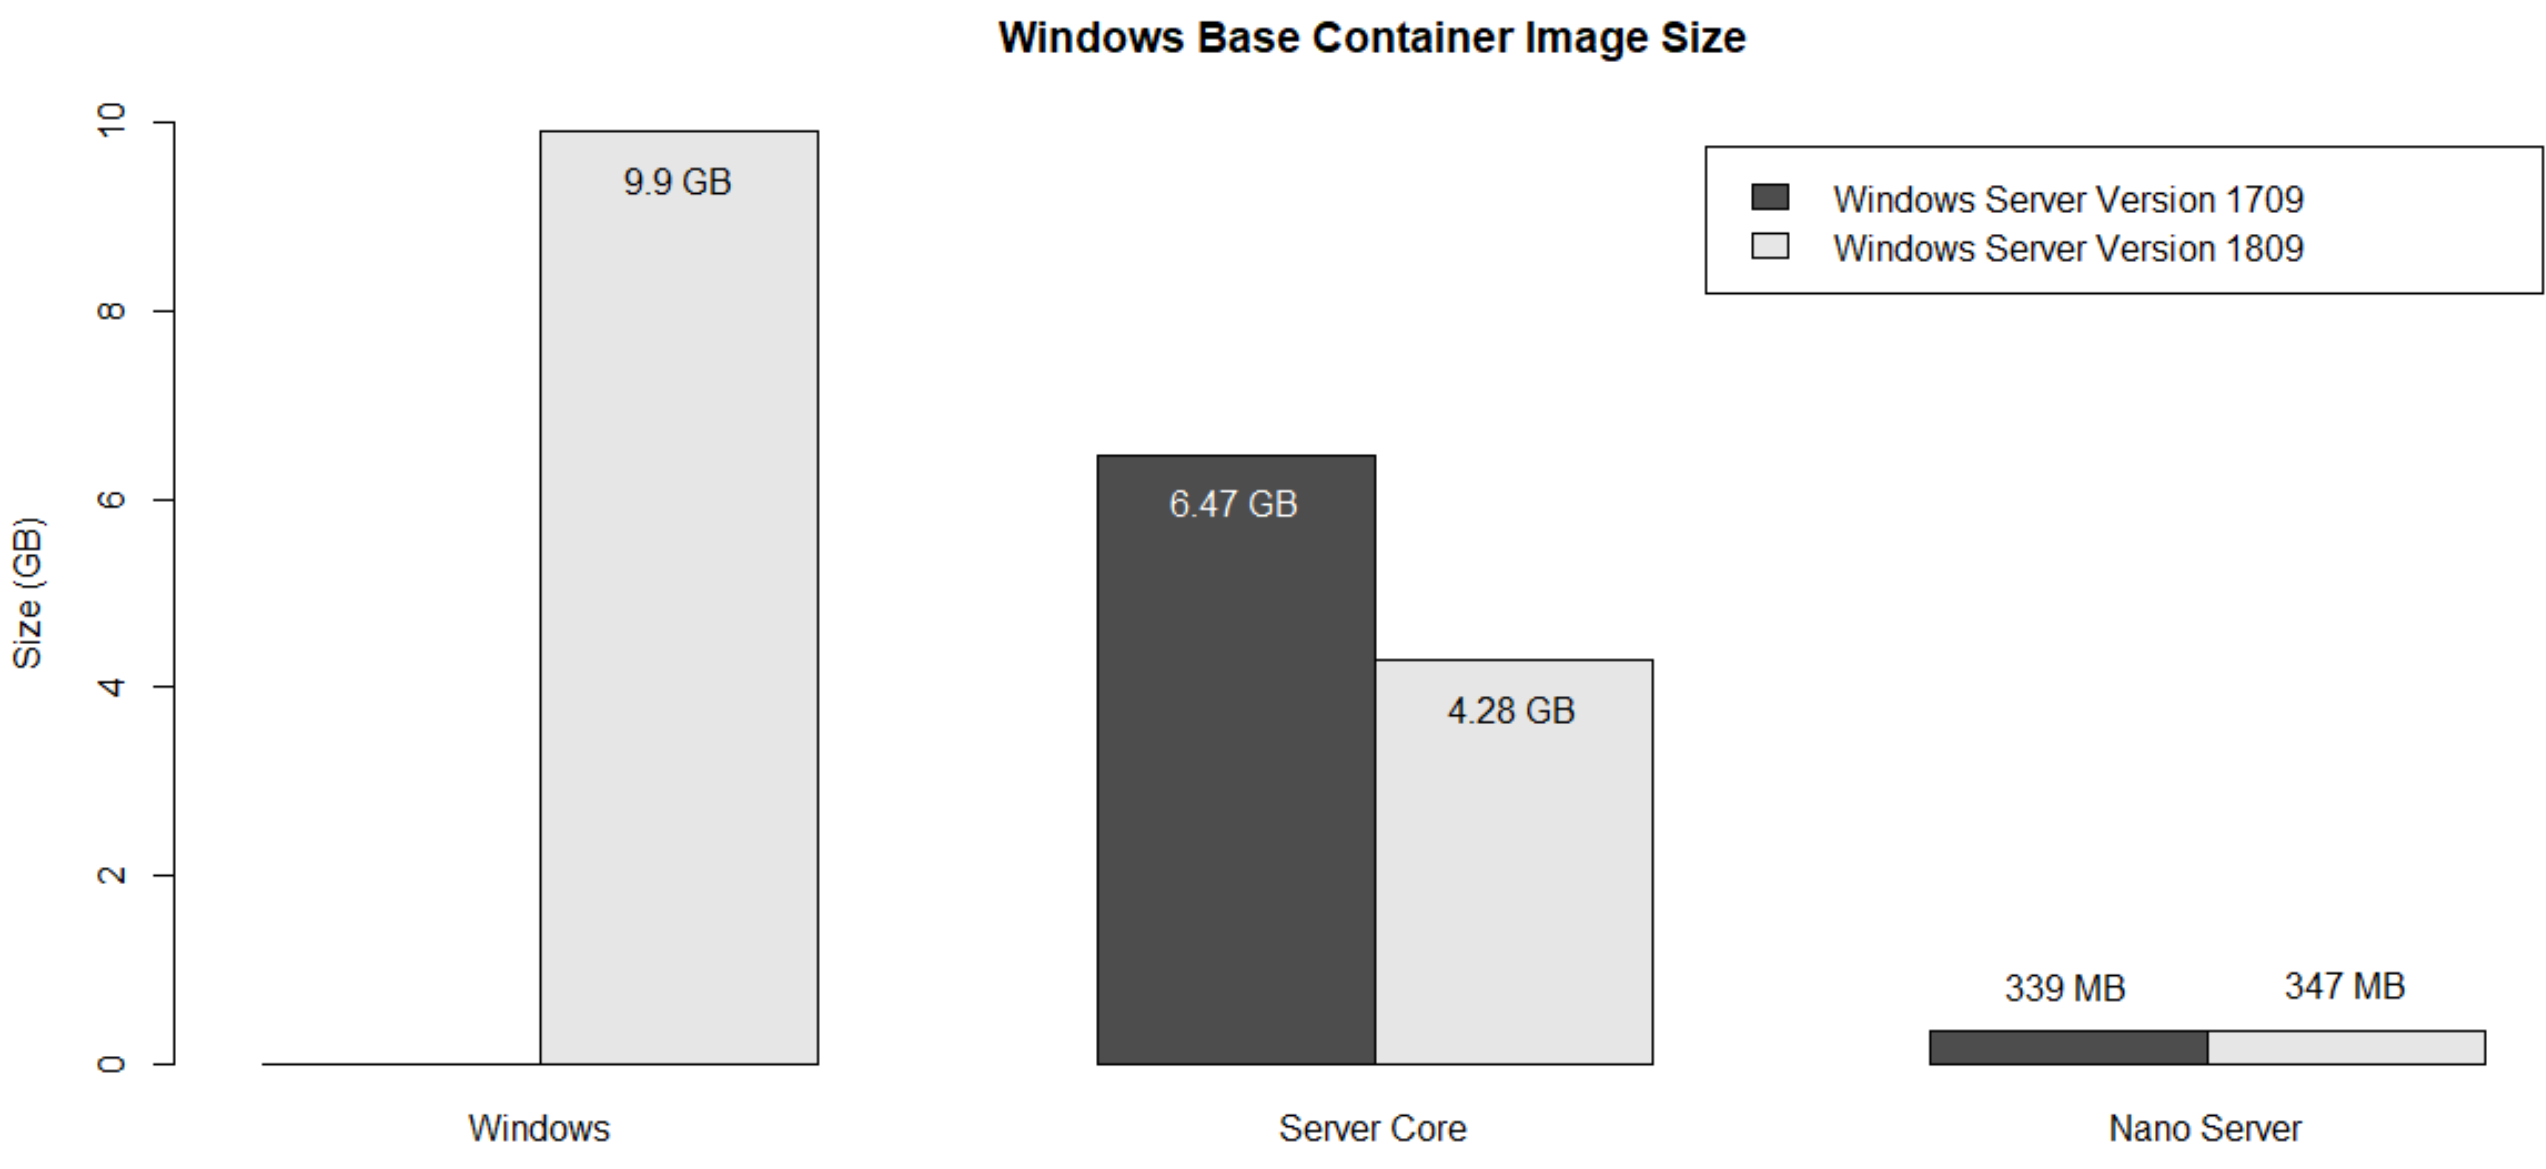 Windows Base Container Image Size
Size (GB)
10
8
6
4
2
0
9.9 GB
6.47 GB
4.28 GB
339 MB
347 MB
Windows Server Version 1709
Windows Server Version 1809
Windows
Server Core
Nano Server